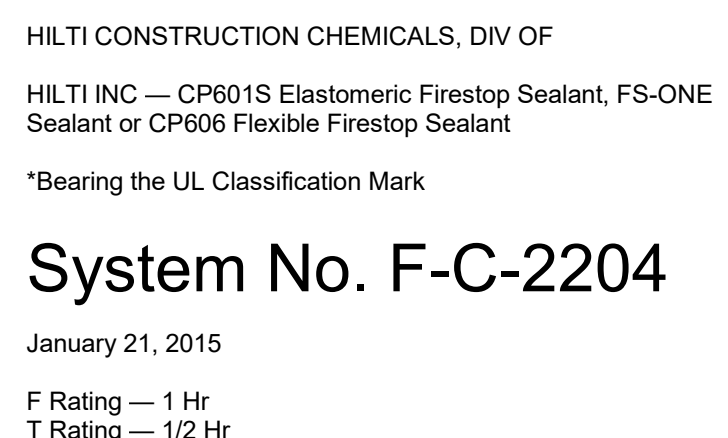 HILTI CONSTRUCTION CHEMICALS, DIV OF
HILTI INC — CP601S Elastomeric Firestop Sealant, FS-ONE
Sealant or CP606 Flexible Firestop Sealant
*Bearing the UL Classification Mark
System No. F-C-2204
January 21, 2015
F Rating — 1 Hr
T Rating — 1/2 Hr